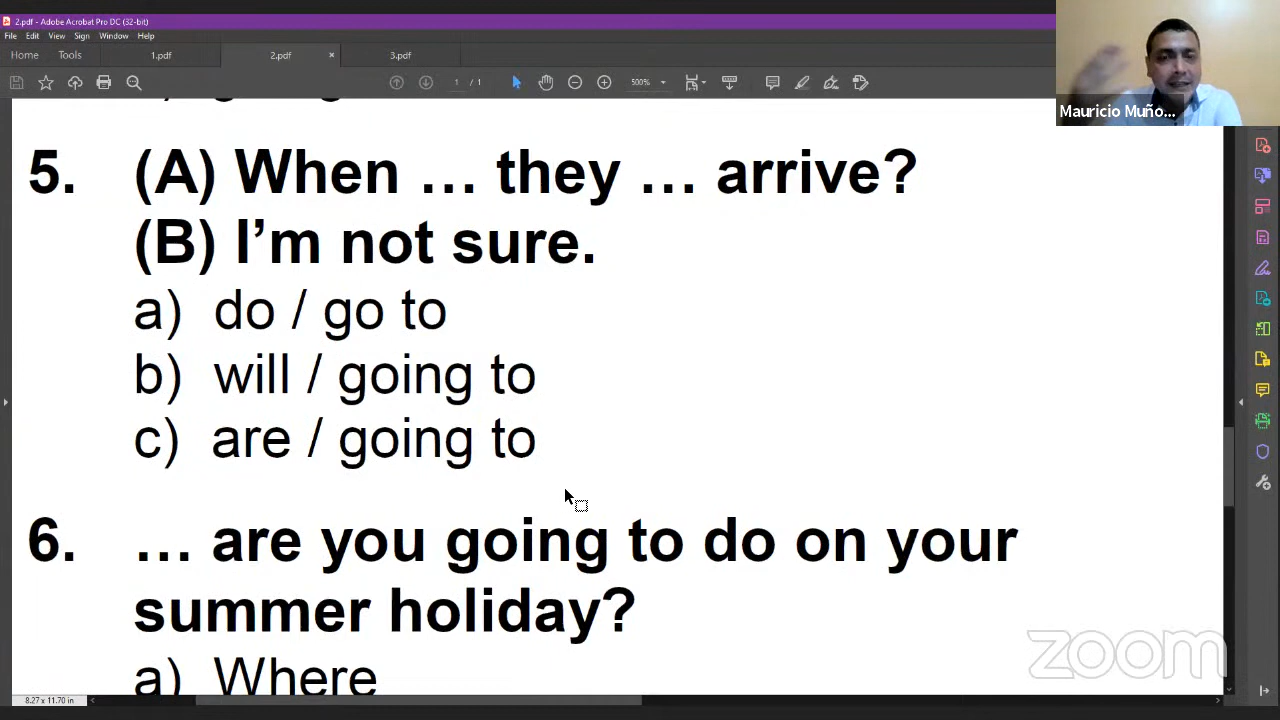 2.pdf - Adobe Acrobat Pro DC (32-bit)
File Edit View Sign Window Help
Home Tools 1.pdf 2.pdf × 3.pdf
1 / 1 500%
Mauricio Muño...
5. (A) When … they … arrive?
(B) I’m not sure.
a) do / go to
b) will / going to
c) are / going to
6. … are you going to do on your
summer holiday?
a) Where
zoom
8.27 x 11.70 in